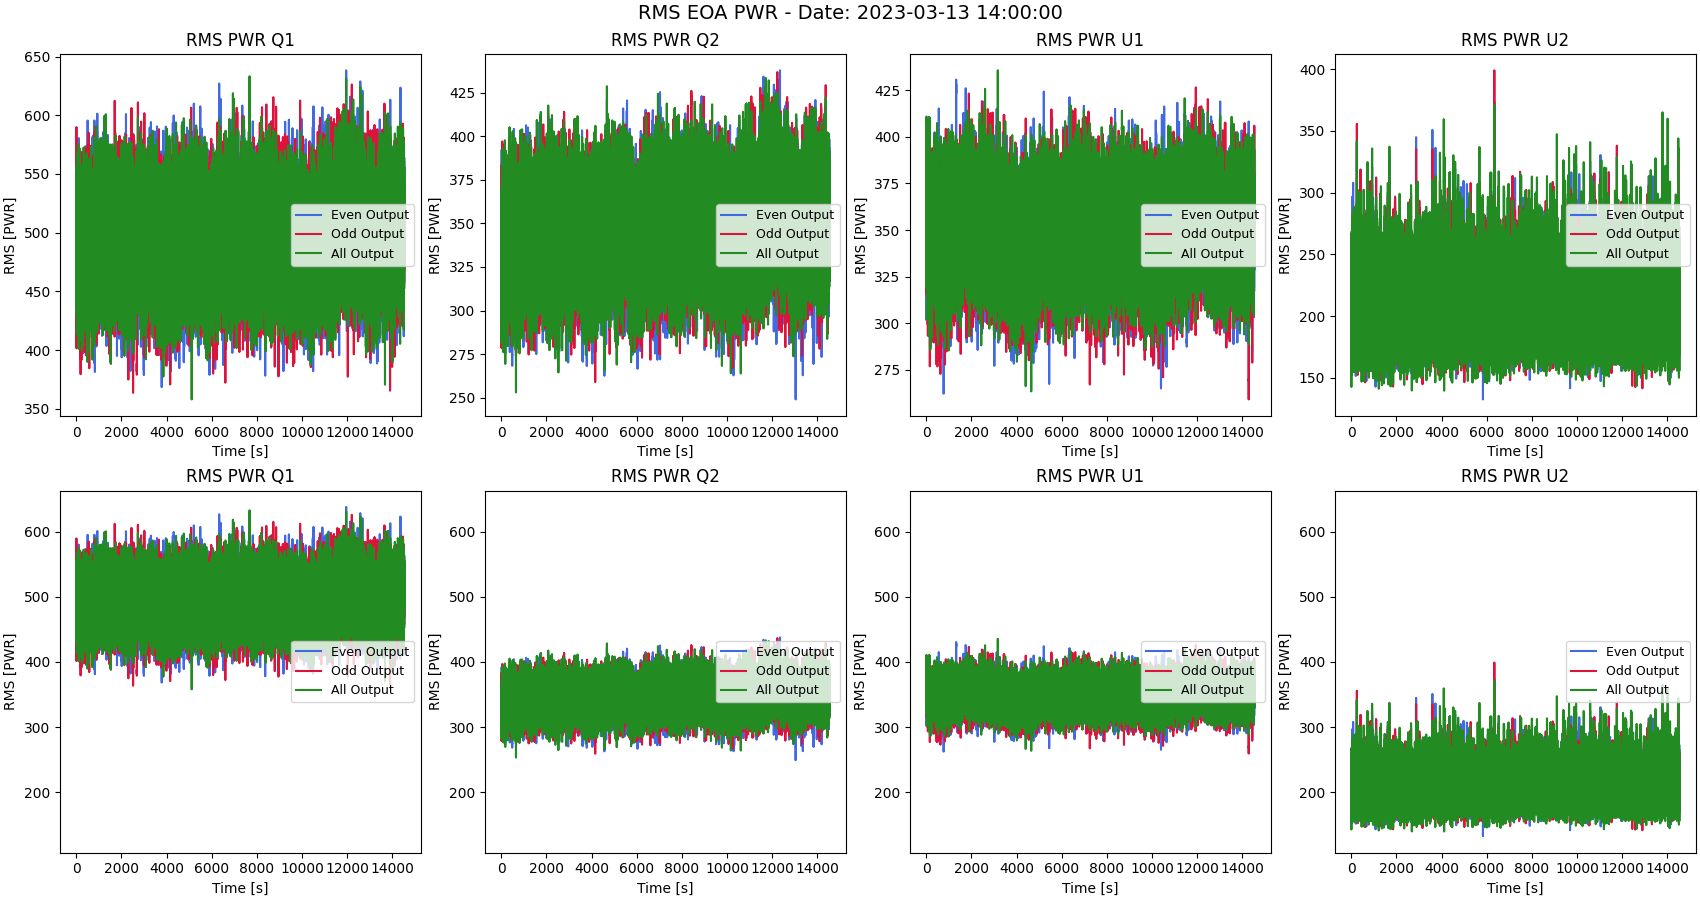 RMS EOA PWR - Date: 2023-03-13 14:00:00
RMS PWR Q1
RMS [PWR]
650
600
550
500
450
400
350
Even Output
Odd Output
All Output
0 2000 4000 6000 8000 10000 12000 14000
Time [s]
RMS PWR Q2
RMS [PWR]
425
400
375
350
325
300
275
250
Even Output
Odd Output
All Output
0 2000 4000 6000 8000 10000 12000 14000
Time [s]
RMS PWR U1
RMS [PWR]
425
400
375
350
325
300
275
Even Output
Odd Output
All Output
0 2000 4000 6000 8000 10000 12000 14000
Time [s]
RMS PWR U2
RMS [PWR]
400
350
300
250
200
150
Even Output
Odd Output
All Output
0 2000 4000 6000 8000 10000 12000 14000
Time [s]
RMS PWR Q1
RMS [PWR]
600
500
400
300
200
Even Output
Odd Output
All Output
0 2000 4000 6000 8000 10000 12000 14000
Time [s]
RMS PWR Q2
RMS [PWR]
600
500
400
300
200
Even Output
Odd Output
All Output
0 2000 4000 6000 8000 10000 12000 14000
Time [s]
RMS PWR U1
RMS [PWR]
600
500
400
300
200
Even Output
Odd Output
All Output
0 2000 4000 6000 8000 10000 12000 14000
Time [s]
RMS PWR U2
RMS [PWR]
600
500
400
300
200
Even Output
Odd Output
All Output
0 2000 4000 6000 8000 10000 12000 14000
Time [s]